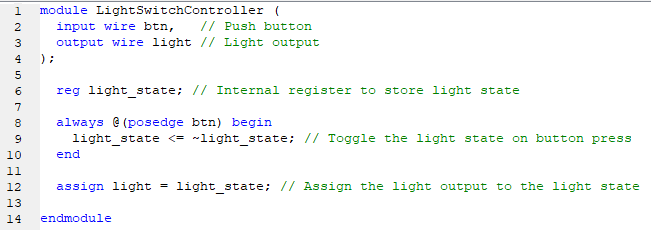 1 module LightSwitchController (
2   input wire btn,   // Push button
3   output wire light // Light output
4 );
5
6   reg light_state; // Internal register to store light state
7
8   always @(posedge btn) begin
9     light_state <= ~light_state; // Toggle the light state on button press
10   end
11
12   assign light = light_state; // Assign the light output to the light state
13
14 endmodule